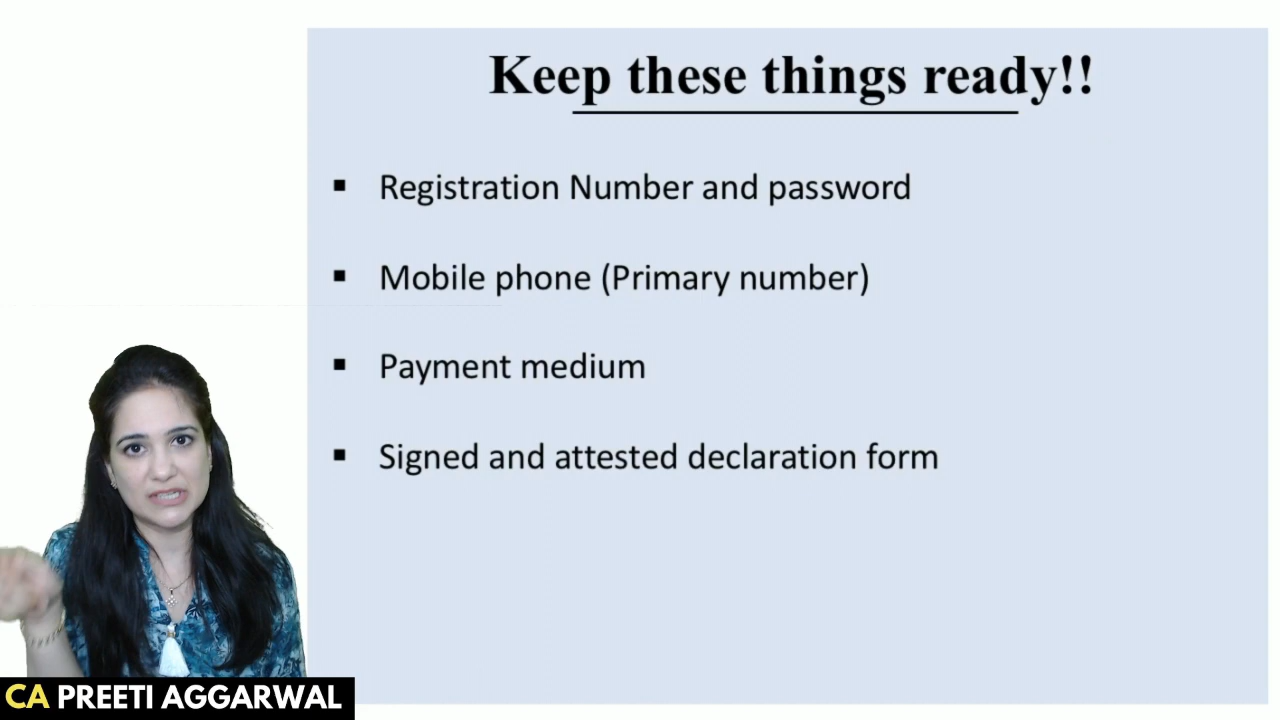 Keep these things ready!!
▪ Registration Number and password
▪ Mobile phone (Primary number)
▪ Payment medium
▪ Signed and attested declaration form
CA PREETI AGGARWAL